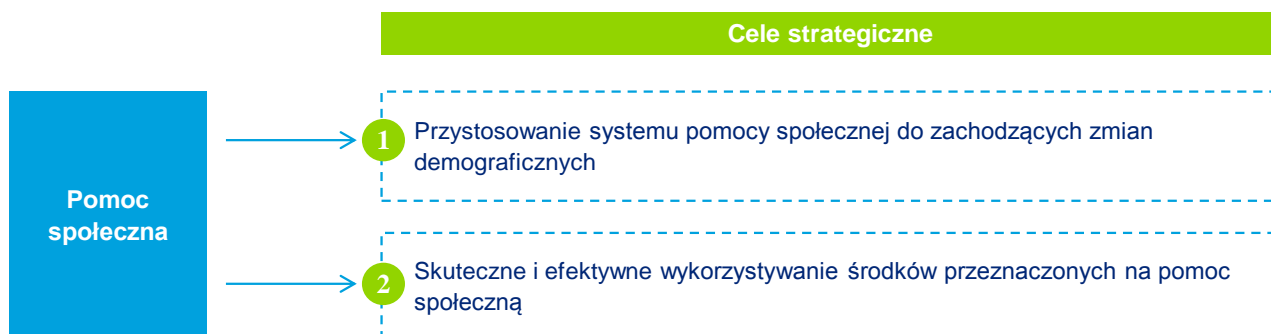 Cele strategiczne
Pomoc
społeczna
1
Przystosowanie systemu pomocy społecznej do zachodzących zmian
demograficznych
2
Skuteczne i efektywne wykorzystywanie środków przeznaczonych na pomoc
społeczną